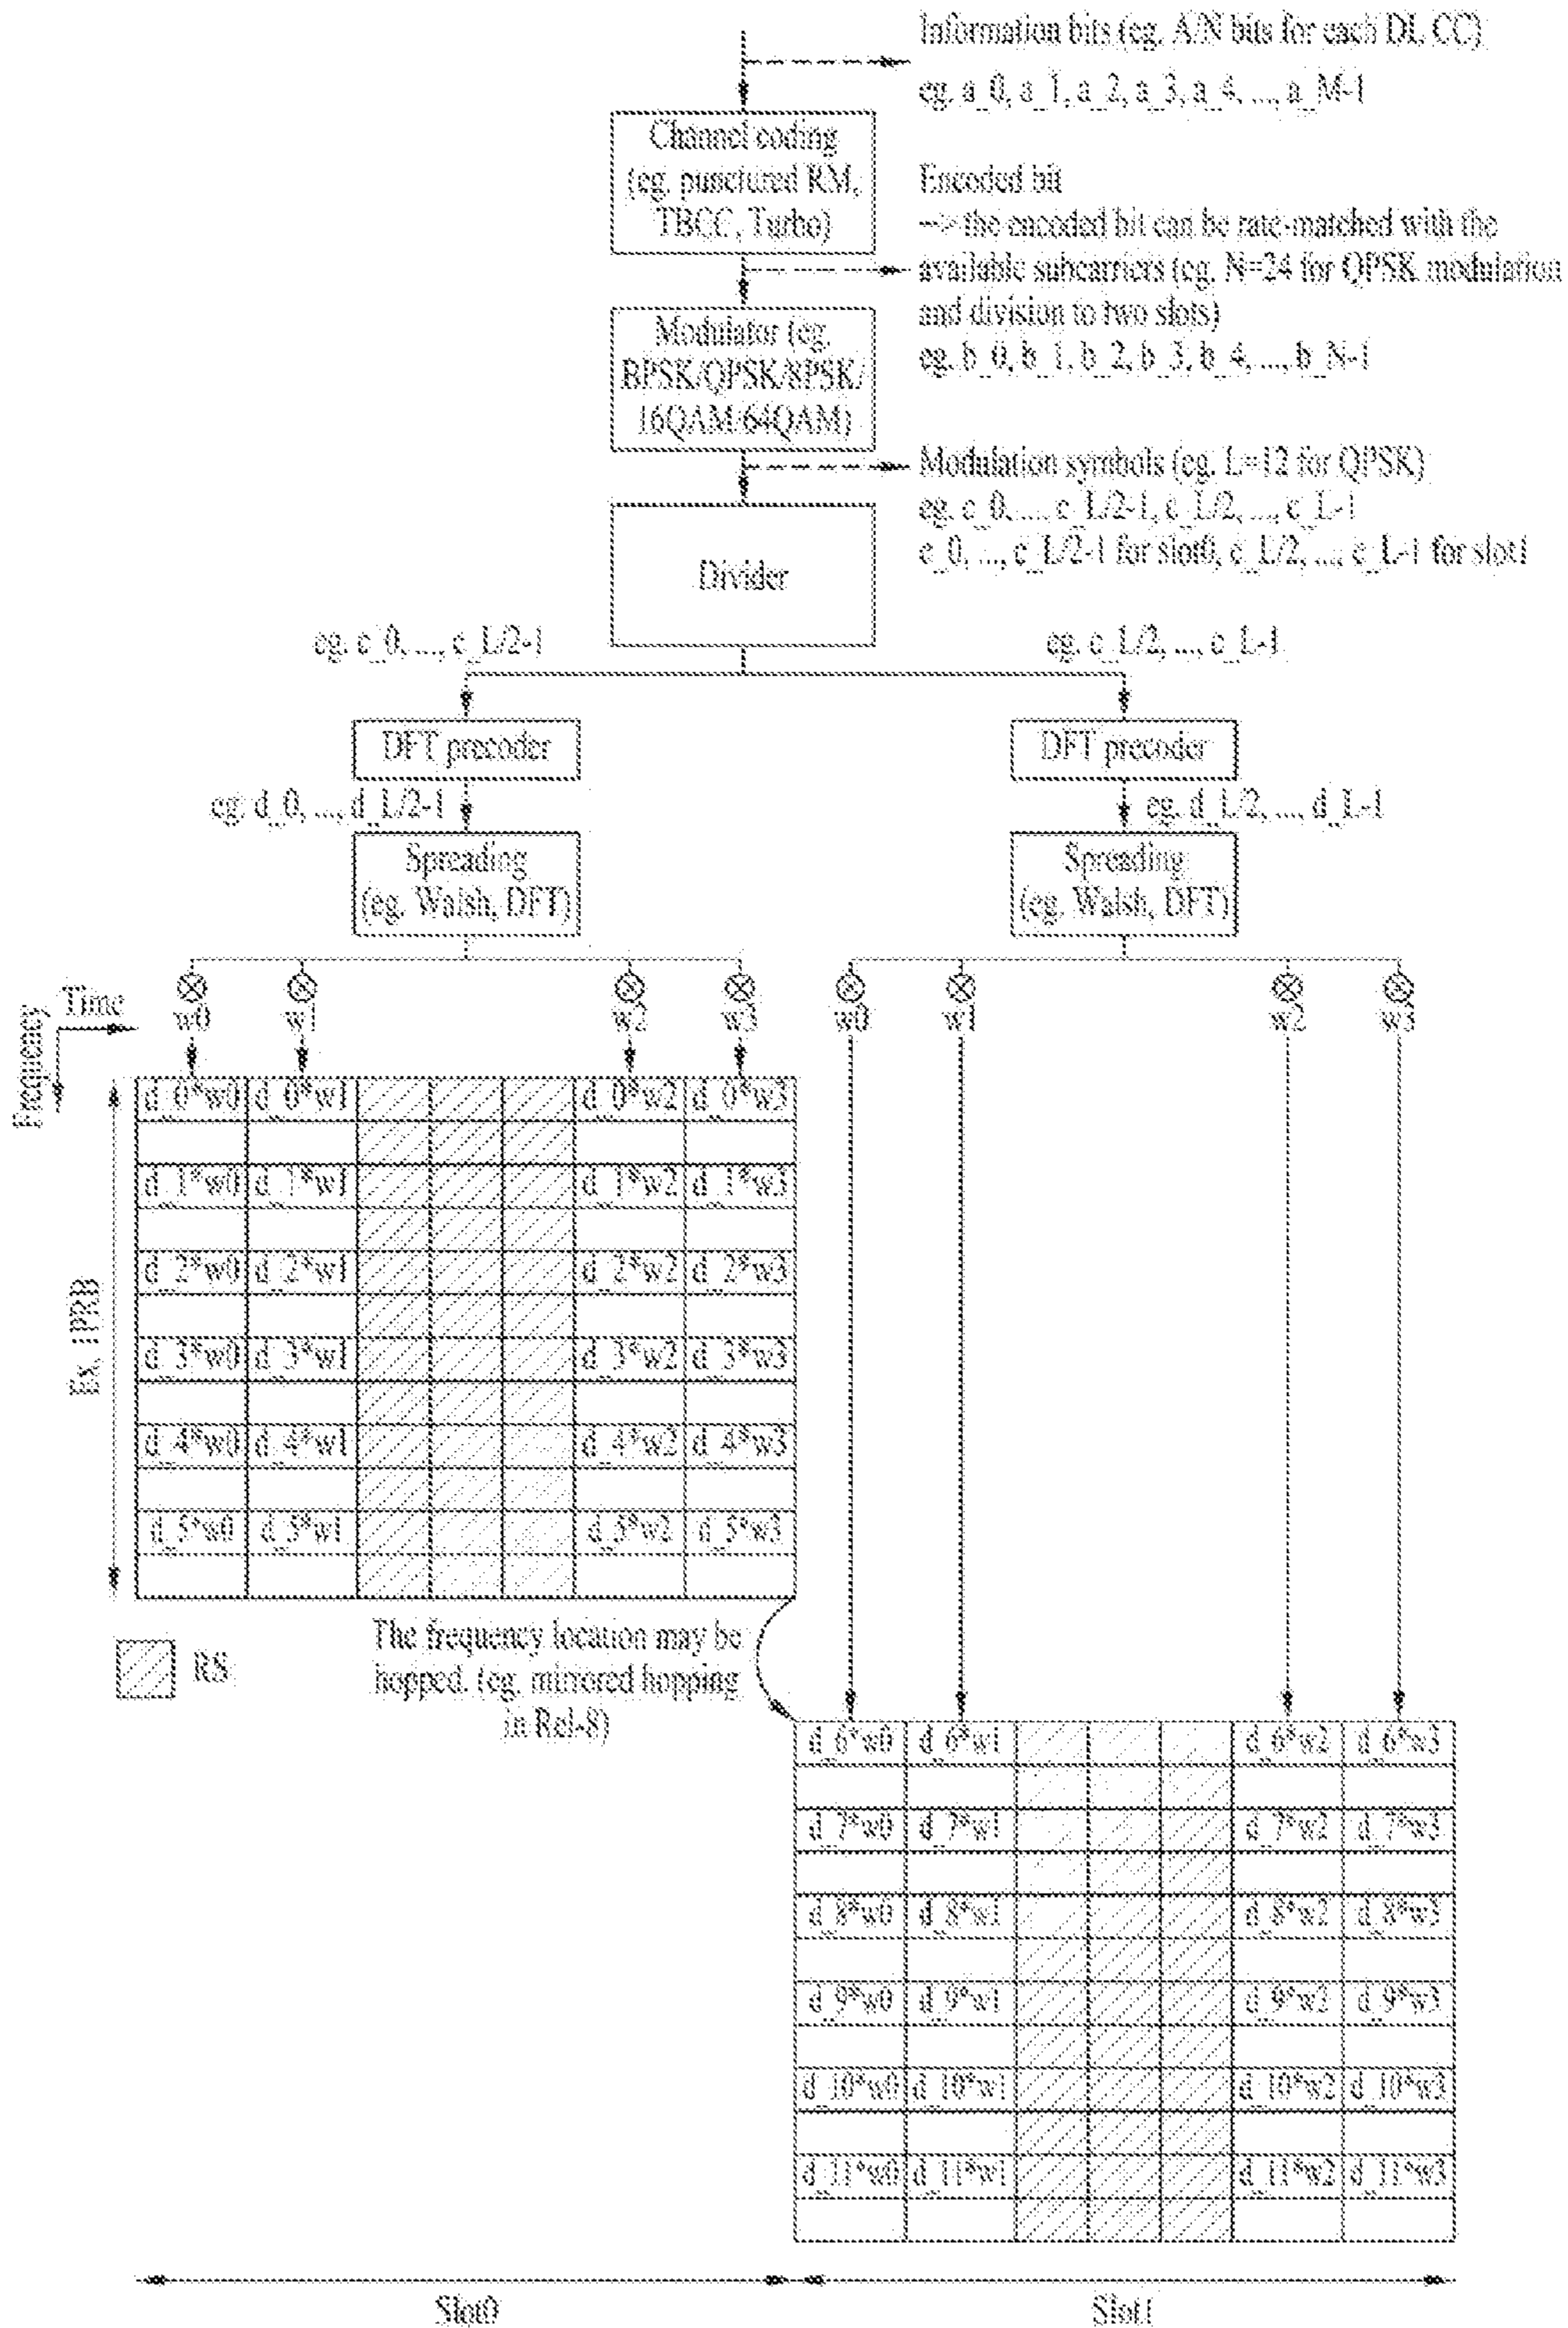 Information bits (eg. A/N bits for each DL CC)
eg. a_0, a_1, a_2, a_3, a_4, ..., a_M-1
Channel coding
(eg. punctured RM,
TBCC, Turbo)
Encoded bit
--> the encoded bit can be rate-matched with the
available subcarriers (eg. N=24 for QPSK modulation
and division to two slots)
eg. b_0, b_1, b_2, b_3, b_4, ..., b_N-1
Modulator (eg.
BPSK/QPSK/8PSK/
16QAM/64QAM)
Modulation symbols (eg. L=12 for QPSK)
eg. c_0, ..., c_L/2-1, c_L/2, ..., c_L-1
c_0, ..., c_L/2-1 for slot0, c_L/2, ..., c_L-1 for slot1
Divider
eg. c_0, ..., c_L/2-1
eg. c_L/2, ..., c_L-1
DFT precoder
DFT precoder
eg. d_0, ..., d_L/2-1
eg. d_L/2, ..., d_L-1
Spreading
(eg. Walsh, DFT)
Spreading
(eg. Walsh, DFT)
Time
Frequency
w0 w1 w2 w3
w0 w1 w2 w3
d_0*w0 d_0*w1 d_0*w2 d_0*w3
d_1*w0 d_1*w1 d_1*w2 d_1*w3
d_2*w0 d_2*w1 d_2*w2 d_2*w3
d_3*w0 d_3*w1 d_3*w2 d_3*w3
d_4*w0 d_4*w1 d_4*w2 d_4*w3
d_5*w0 d_5*w1 d_5*w2 d_5*w3
Ex. 1PRB
RS
The frequency location may be
hopped. (eg. mirrored hopping
in Rel-8)
d_6*w0 d_6*w1 d_6*w2 d_6*w3
d_7*w0 d_7*w1 d_7*w2 d_7*w3
d_8*w0 d_8*w1 d_8*w2 d_8*w3
d_9*w0 d_9*w1 d_9*w2 d_9*w3
d_10*w0 d_10*w1 d_10*w2 d_10*w3
d_11*w0 d_11*w1 d_11*w2 d_11*w3
Slot0
Slot1